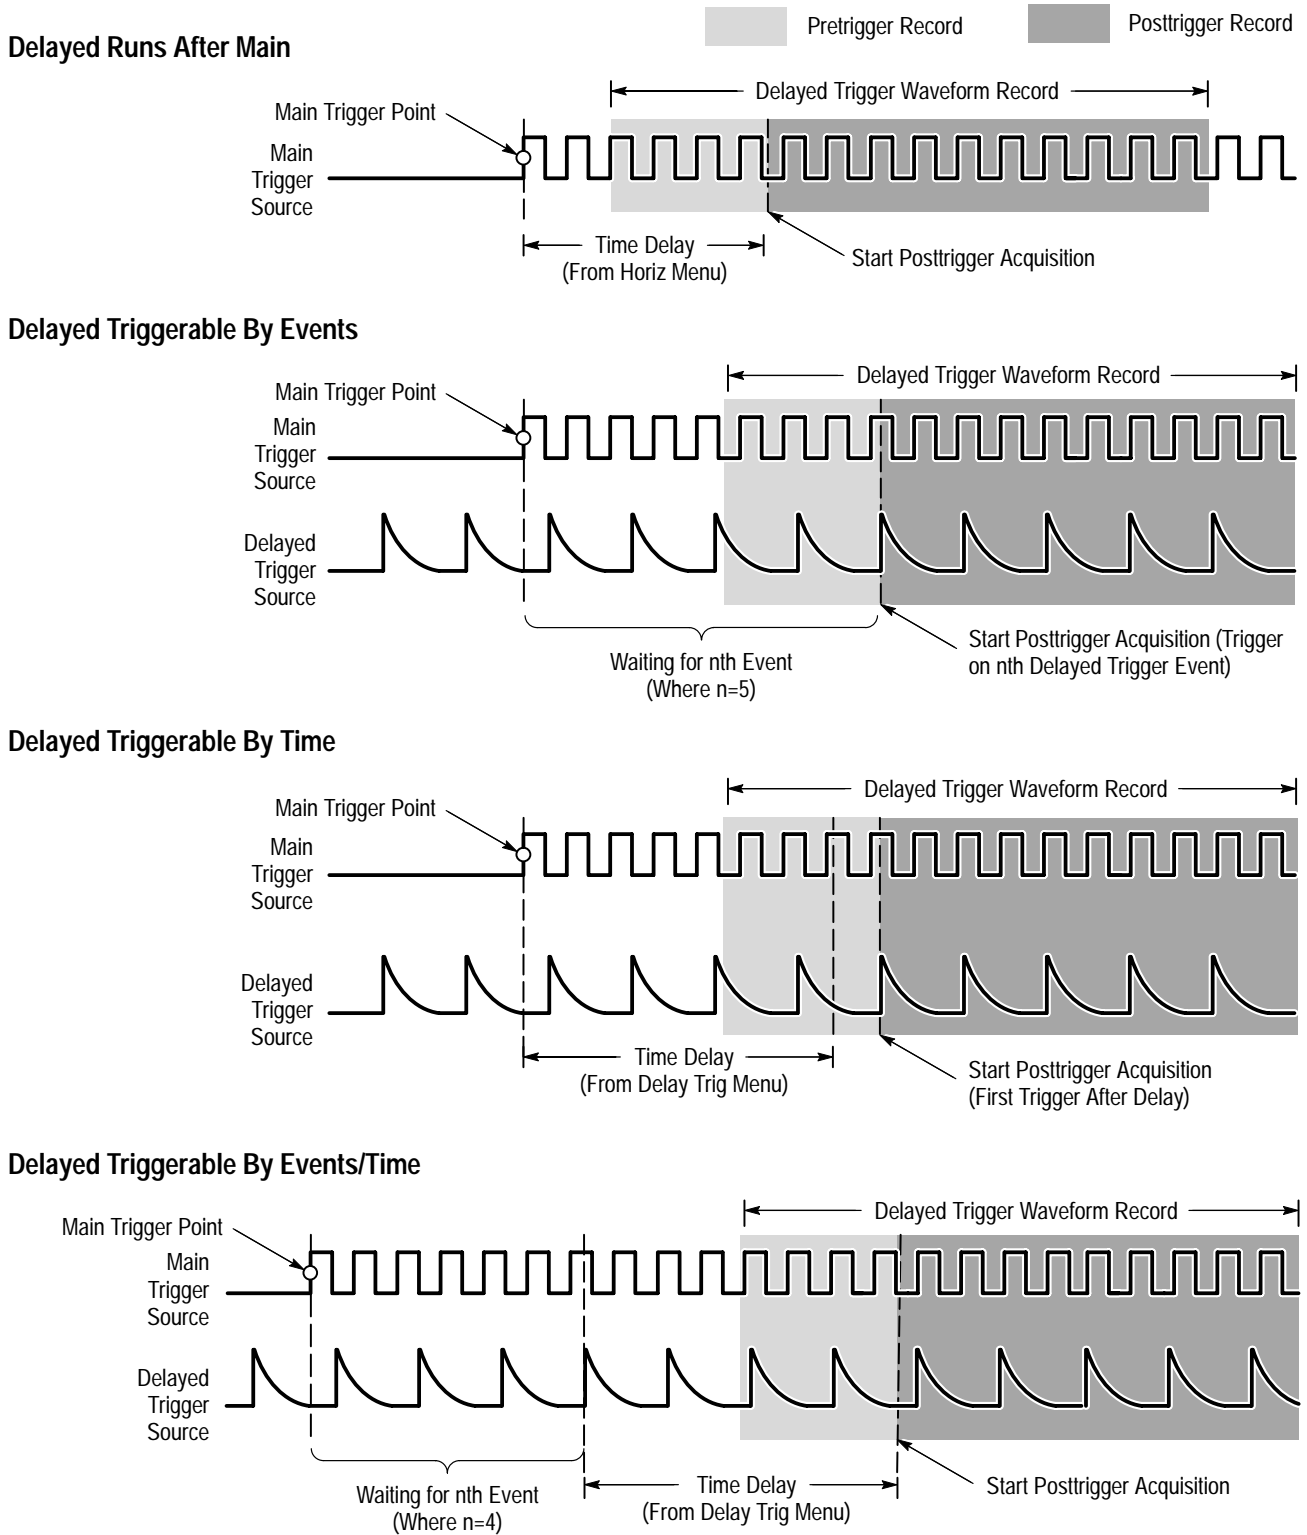 Pretrigger Record
Posttrigger Record
Delayed Runs After Main
Delayed Trigger Waveform Record
Main Trigger Point
Main
Trigger
Source
Time Delay
(From Horiz Menu)
Start Posttrigger Acquisition
Delayed Triggerable By Events
Delayed Trigger Waveform Record
Main Trigger Point
Main
Trigger
Source
Delayed
Trigger
Source
Waiting for nth Event
(Where n=5)
Start Posttrigger Acquisition (Trigger
on nth Delayed Trigger Event)
Delayed Triggerable By Time
Delayed Trigger Waveform Record
Main Trigger Point
Main
Trigger
Source
Delayed
Trigger
Source
Time Delay
(From Delay Trig Menu)
Start Posttrigger Acquisition
(First Trigger After Delay)
Delayed Triggerable By Events/Time
Delayed Trigger Waveform Record
Main Trigger Point
Main
Trigger
Source
Delayed
Trigger
Source
Waiting for nth Event
(Where n=4)
Time Delay
(From Delay Trig Menu)
Start Posttrigger Acquisition